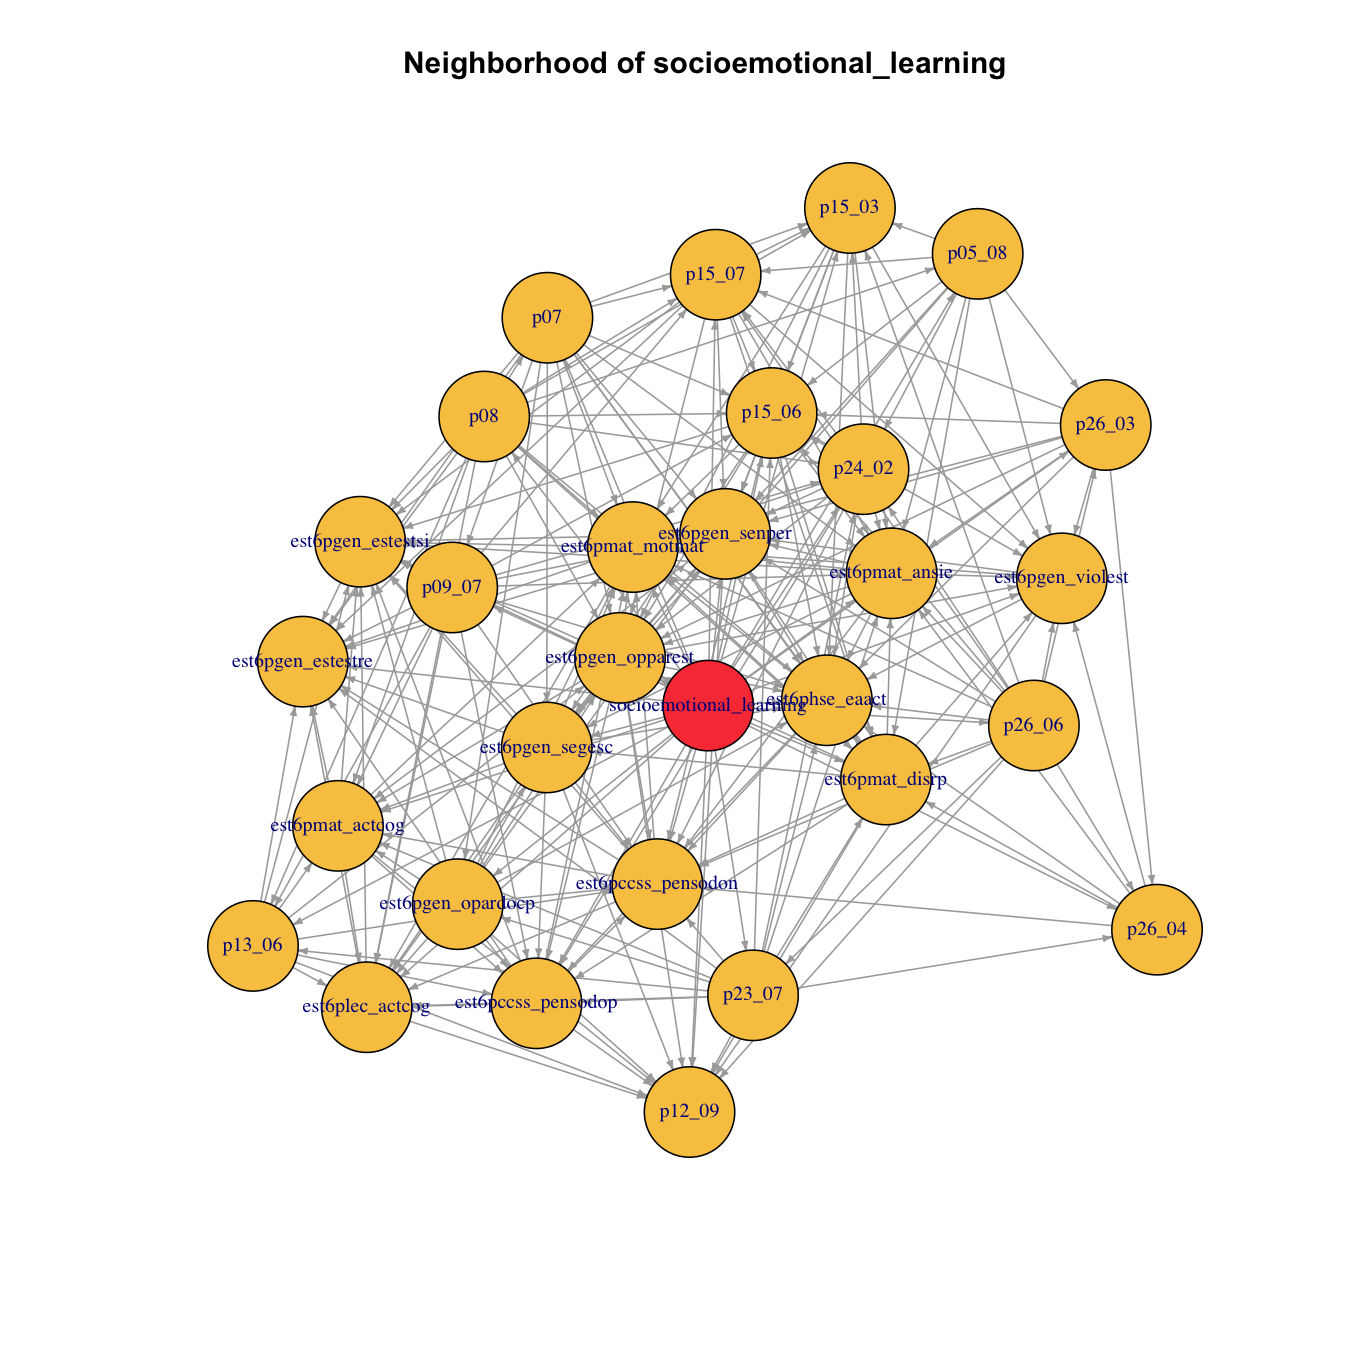 Neighborhood of socioemotional_learning
p15_03
p05_08
p15_07
p07
p15_06
p08
p26_03
p24_02
est6pgen_senper
est6pgen_estestsi
est6pmat_motmat
est6pmat_ansie
est6pgen_violest
p09_07
est6pgen_estestre
est6pgen_opparest
est6phse_eaact
socioemotional_learning
p26_06
est6pgen_segesc
est6pmat_disrp
est6pmat_actcog
est6pccss_pensodon
est6pgen_opardocp
p26_04
p13_06
p23_07
est6pccss_pensodop
est6plec_actcog
p12_09